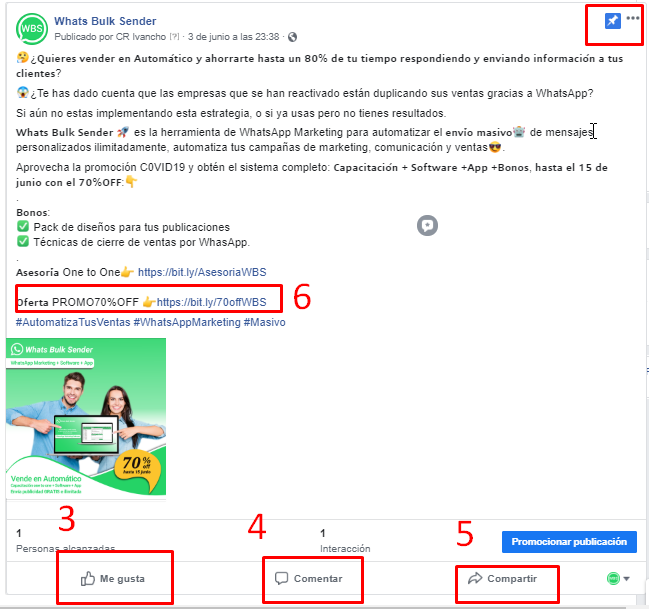 WBS
Whats Bulk Sender
Publicado por CR Ivancho [?] · 3 de junio a las 23:38 ·
🤔¿Quieres vender en Automático y ahorrarte hasta un 80% de tu tiempo respondiendo y enviando información a tus
clientes?
😱¿Te has dado cuenta que las empresas que se han reactivado están duplicando sus ventas gracias a WhatsApp?
Si aún no estas implementando esta estrategia, o si ya usas pero no tienes resultados.
Whats Bulk Sender 🚀 es la herramienta de WhatsApp Marketing para automatizar el envío masivo🤖 de mensajes
personalizados ilimitadamente, automatiza tus campañas de marketing, comunicación y ventas😎.
Aprovecha la promoción C0VID19 y obtén el sistema completo: Capacitación + Software +App +Bonos, hasta el 15 de
junio con el 70%OFF:👇
.
Bonos:
✅ Pack de diseños para tus publicaciones
✅ Técnicas de cierre de ventas por WhasApp.
.
Asesoría One to One👉 https://bit.ly/AsesoriaWBS
Oferta PROMO70%OFF 👉https://bit.ly/70offWBS
6
#AutomatizaTusVentas #WhatsAppMarketing #Masivo
Whats Bulk Sender
WhatsApp Marketing + Software + App
70%
off
hasta 15 junio
Vende en Automático
Capacitación one to one + Software + App
3
4
5
1
Personas alcanzadas
1
Interacción
Promocionar publicación
Me gusta
Comentar
Compartir